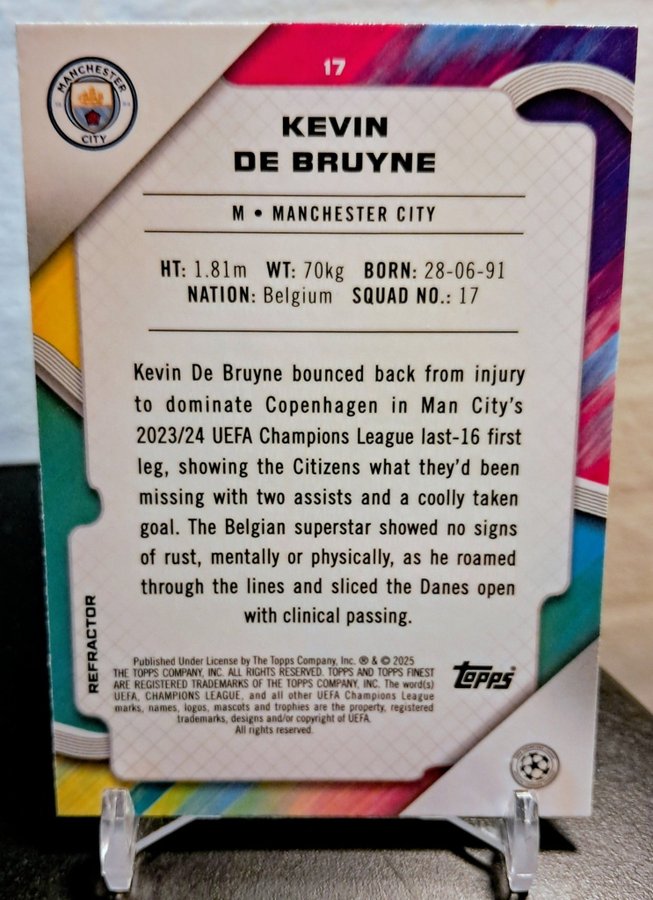 MANCHESTER
CITY
17
KEVIN
DE BRUYNE
M • MANCHESTER CITY
HT: 1.81m WT: 70kg BORN: 28-06-91
NATION: Belgium SQUAD NO.: 17
Kevin De Bruyne bounced back from injury
to dominate Copenhagen in Man City's
2023/24 UEFA Champions League last-16 first
leg, showing the Citizens what they'd been
missing with two assists and a coolly taken
goal. The Belgian superstar showed no signs
of rust, mentally or physically, as he roamed
through the lines and sliced the Danes open
with clinical passing.
REFRACTOR
Published Under License by The Topps Company, Inc. ® & © 2025
THE TOPPS COMPANY, INC. ALL RIGHTS RESERVED. TOPPS AND TOPPS FINEST
ARE REGISTERED TRADEMARKS OF THE TOPPS COMPANY, INC. The word(s)
UEFA, CHAMPIONS LEAGUE, and all other UEFA Champions League
marks, names, logos, mascots and trophies are the property, registered
trademarks, designs and/or copyright of UEFA.
All rights reserved.
Topps®